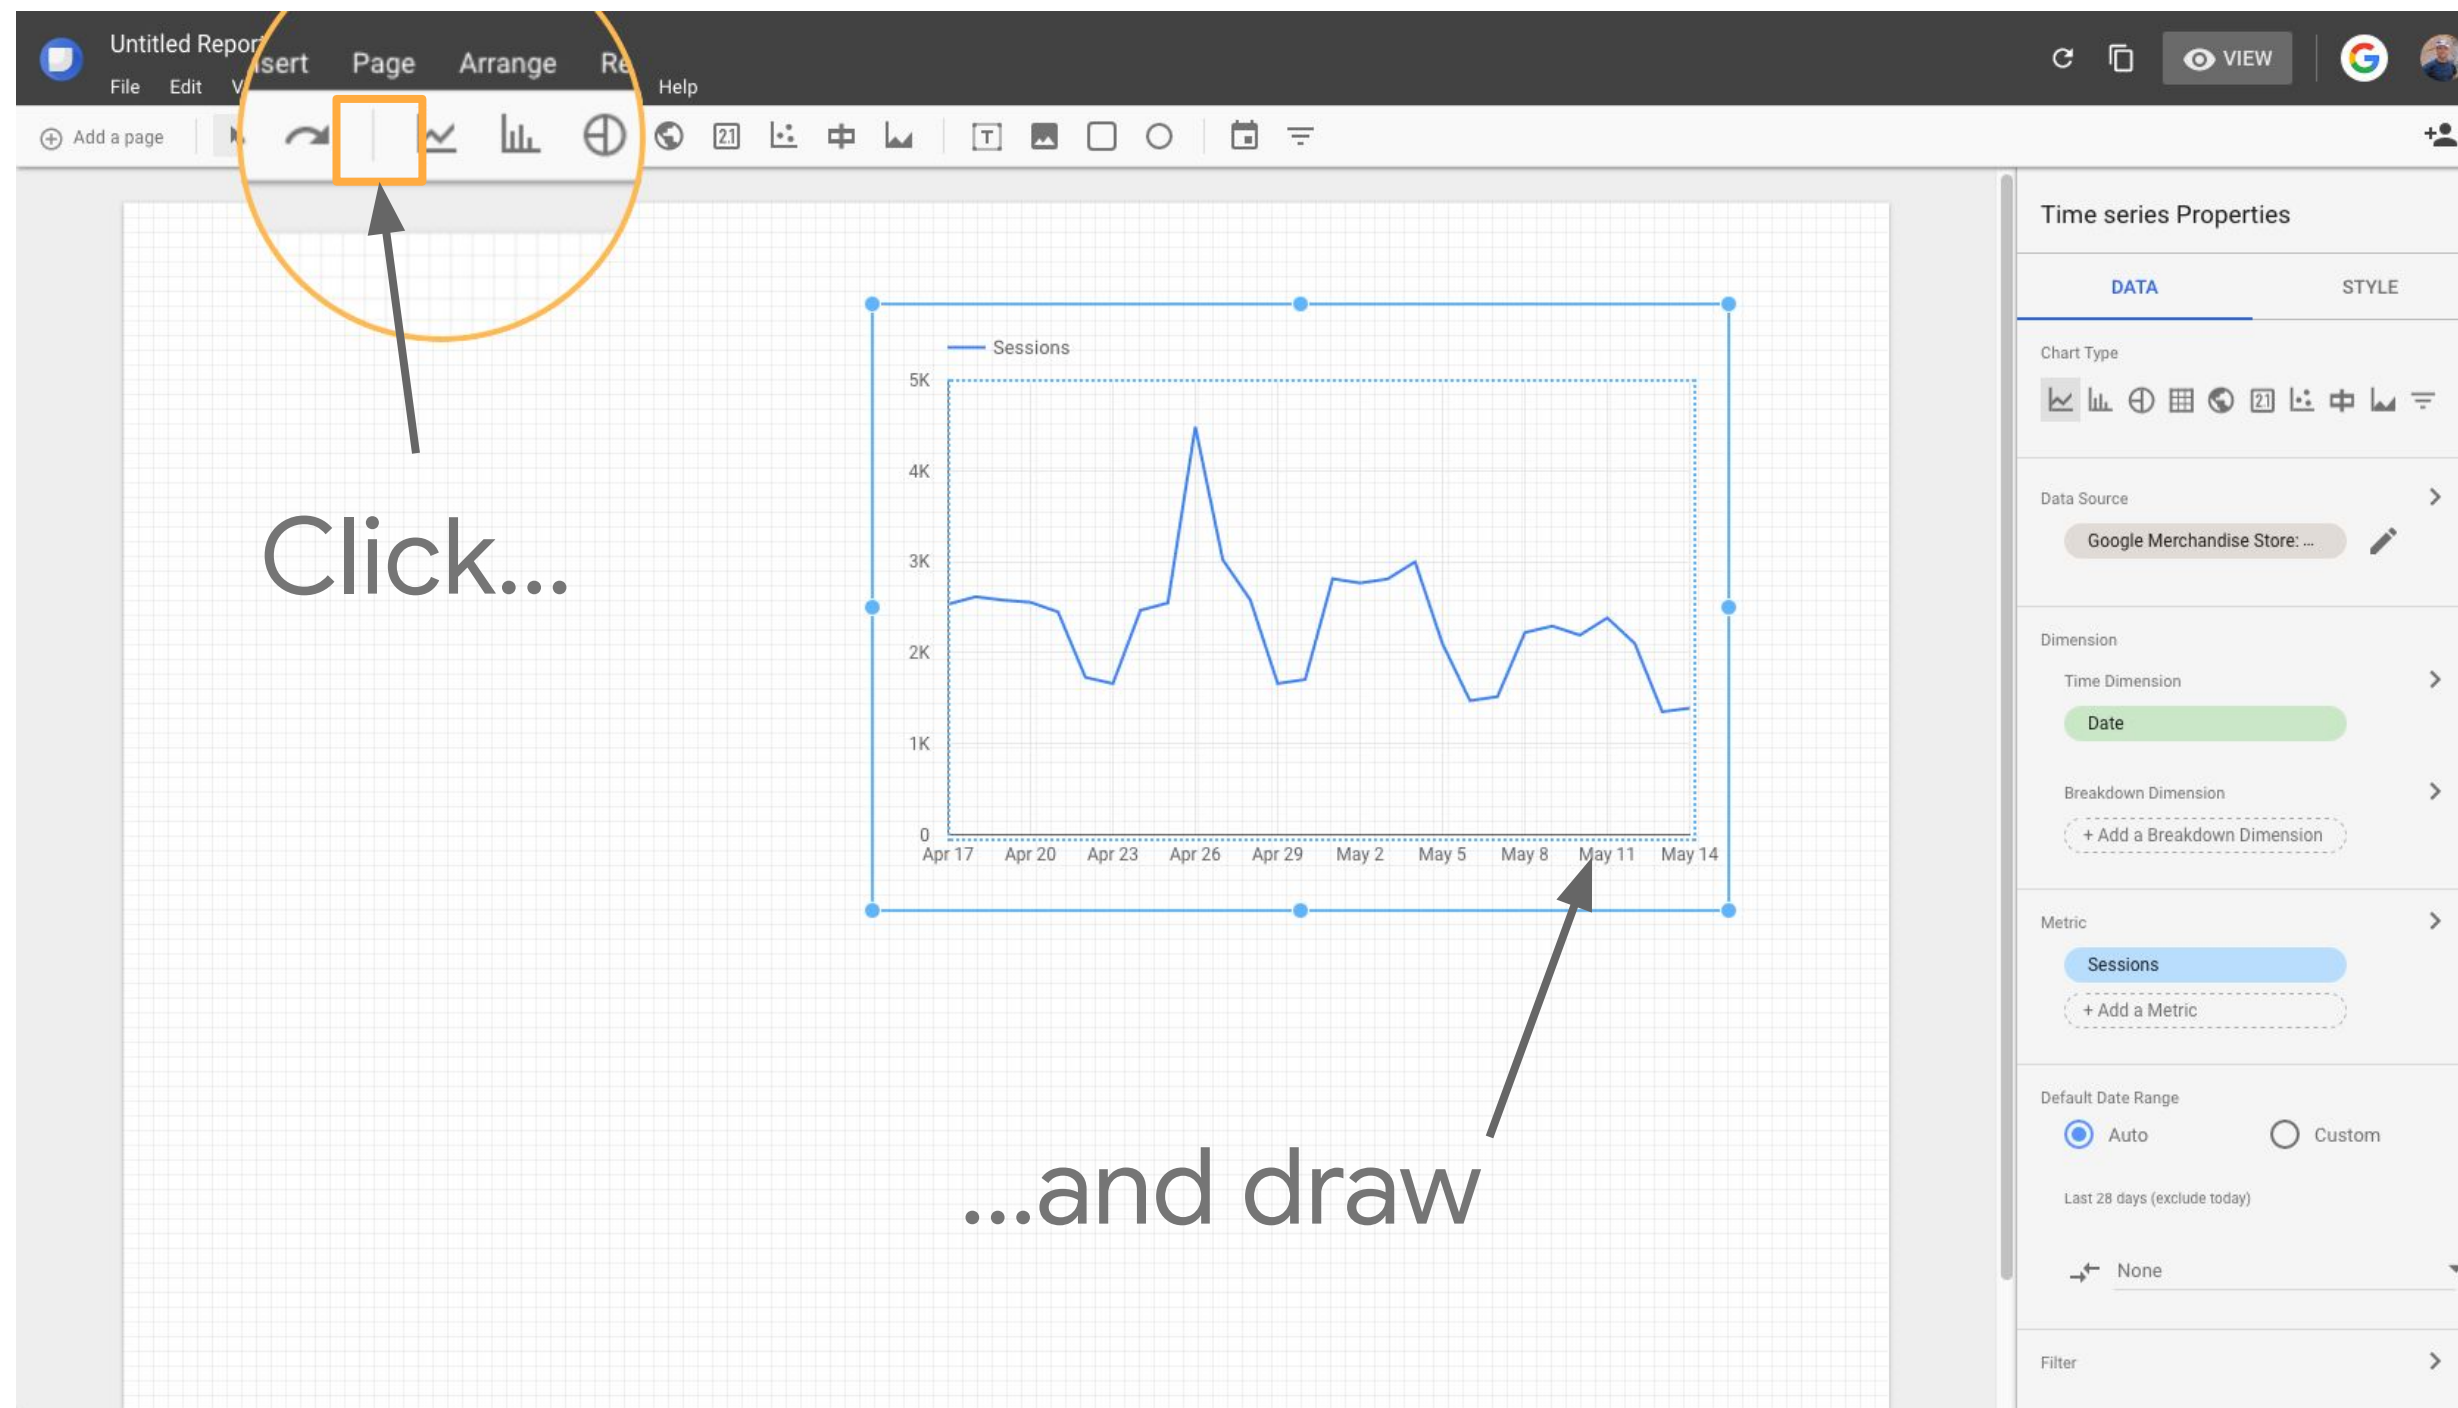 Untitled Repor
File Edit V
sert Page Arrange Re
Help
VIEW
Add a page
21
T
Time series Properties
DATA STYLE
Chart Type
21
Data Source
Google Merchandise Store: ...
Dimension
Time Dimension
Date
Breakdown Dimension
+ Add a Breakdown Dimension
Metric
Sessions
+ Add a Metric
Default Date Range
Auto Custom
Last 28 days (exclude today)
None
Filter
Sessions
5K
4K
3K
2K
1K
0
Apr 17 Apr 20 Apr 23 Apr 26 Apr 29 May 2 May 5 May 8 May 11 May 14
Click...
...and draw